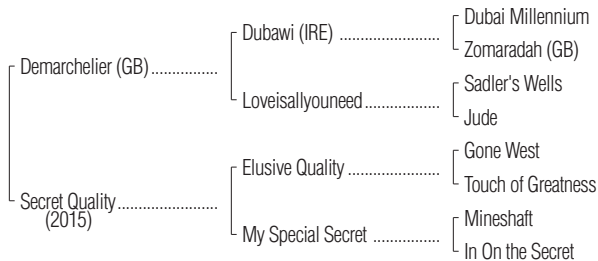 Dubai Millennium
Dubawi (IRE) ....................
Zomaradah (GB)
Demarchelier (GB)..............
Sadler's Wells
Loveisallyouneed................
Jude
Gone West
Elusive Quality ...................
Touch of Greatness
Secret Quality.....................
(2015)
Mineshaft
My Special Secret ..............
In On the Secret